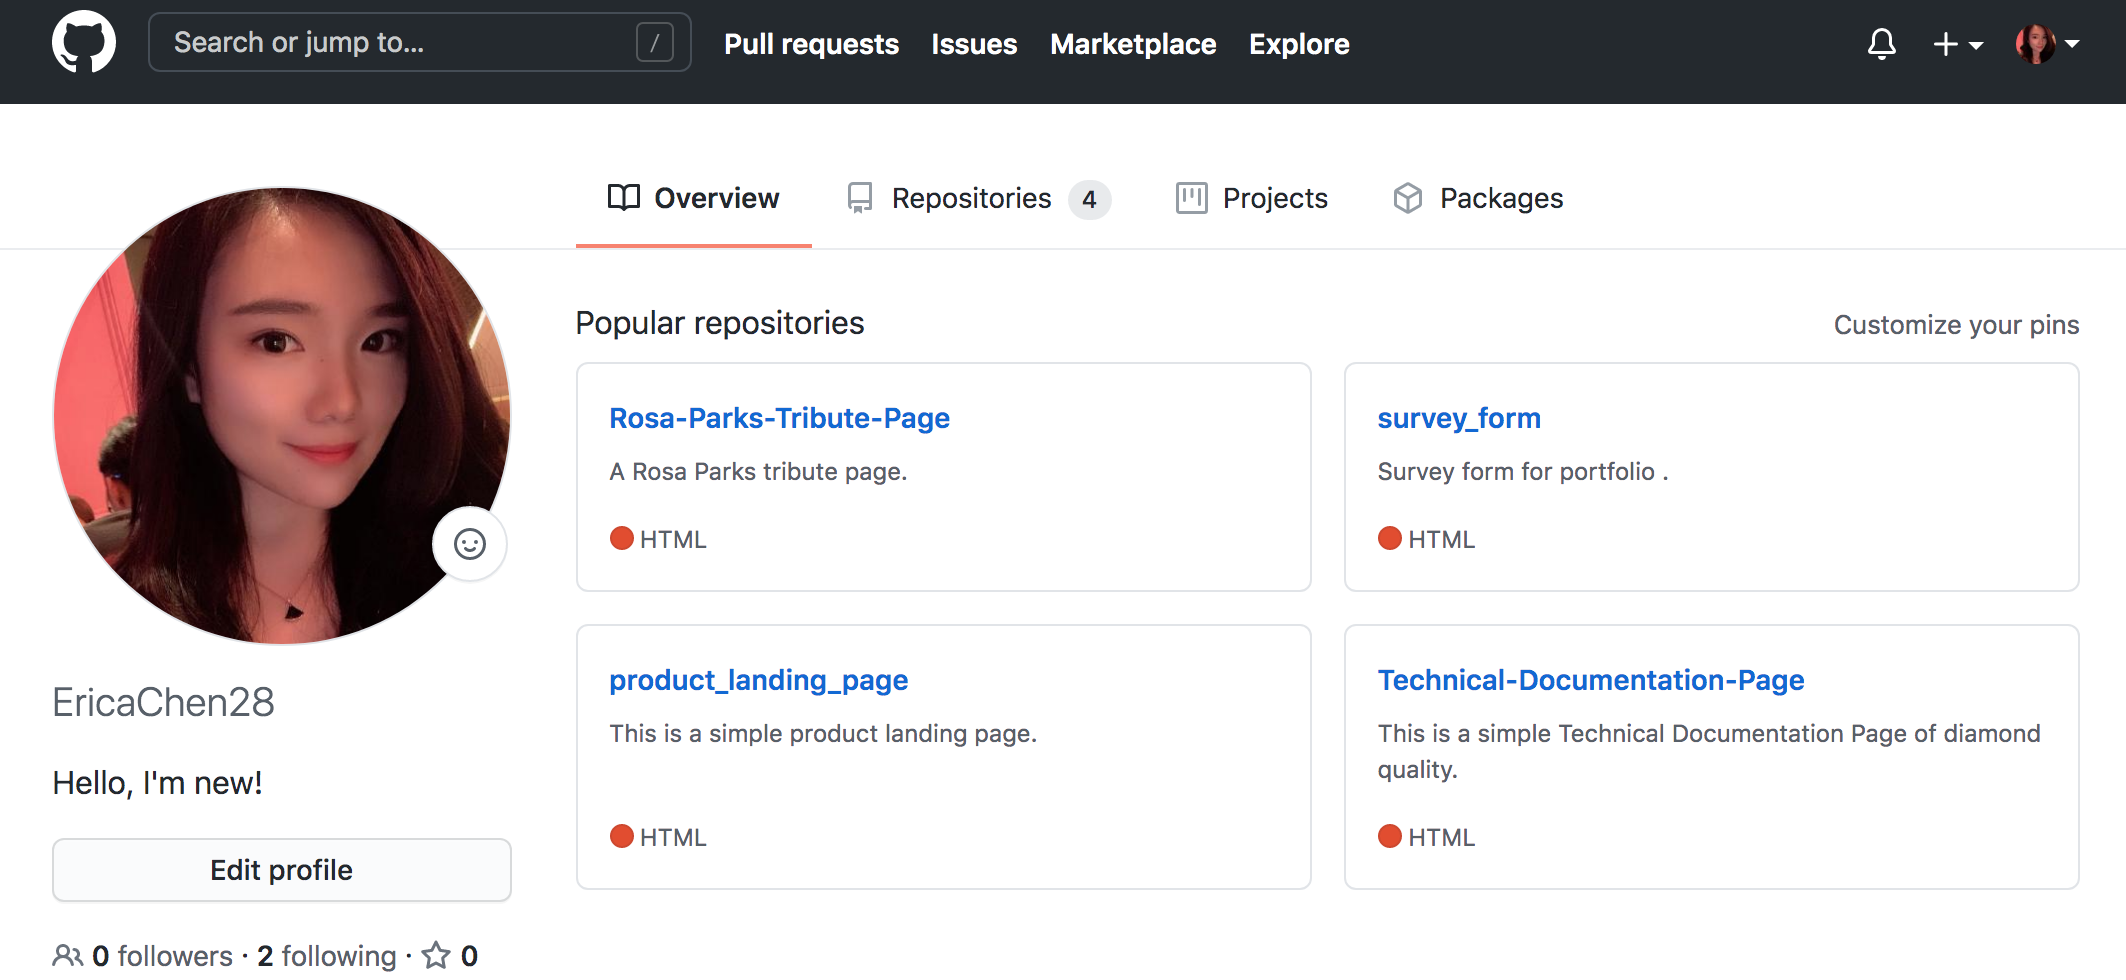 Search or jump to... /
Pull requests Issues Marketplace Explore
Overview Repositories 4 Projects Packages
Popular repositories
Customize your pins
Rosa-Parks-Tribute-Page
A Rosa Parks tribute page.
HTML
survey_form
Survey form for portfolio .
HTML
product_landing_page
This is a simple product landing page.
HTML
Technical-Documentation-Page
This is a simple Technical Documentation Page of diamond
quality.
HTML
EricaChen28
Hello, I'm new!
Edit profile
0 followers · 2 following · 0